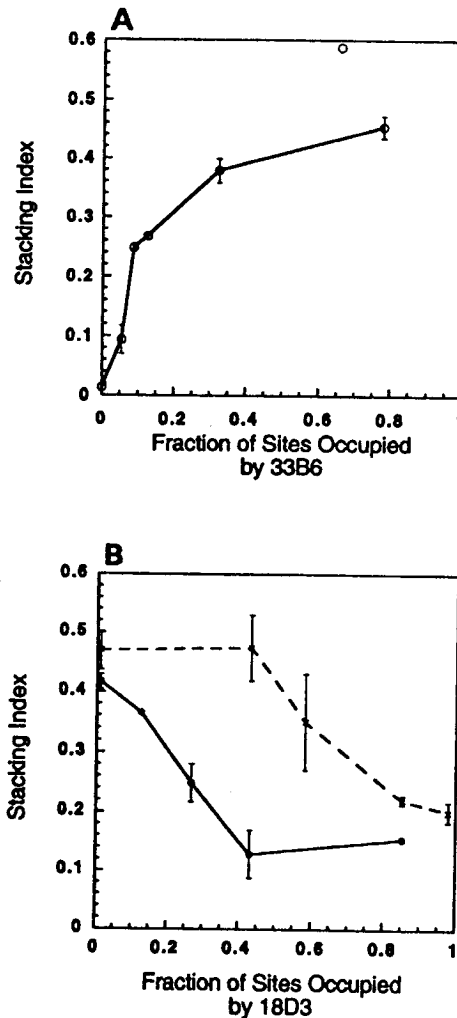 A
0.6
0.5
0.4
0.3
0.2
0.1
0
Stacking Index
0 0.2 0.4 0.6 0.8
Fraction of Sites Occupied
by 33B6
B
0.6
0.5
0.4
0.3
0.2
0.1
0
Stacking Index
0 0.2 0.4 0.6 0.8 1
Fraction of Sites Occupied
by 18D3